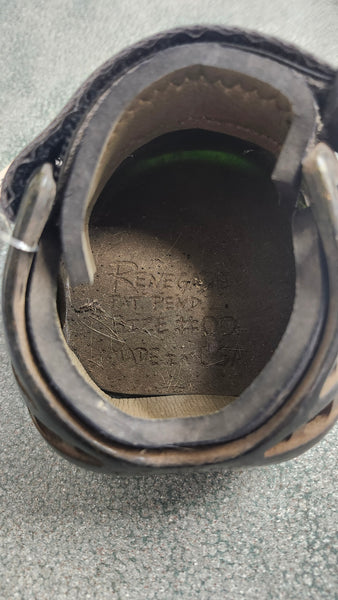 RENEGADE
PAT PEND
SIZE #00
MADE IN USA